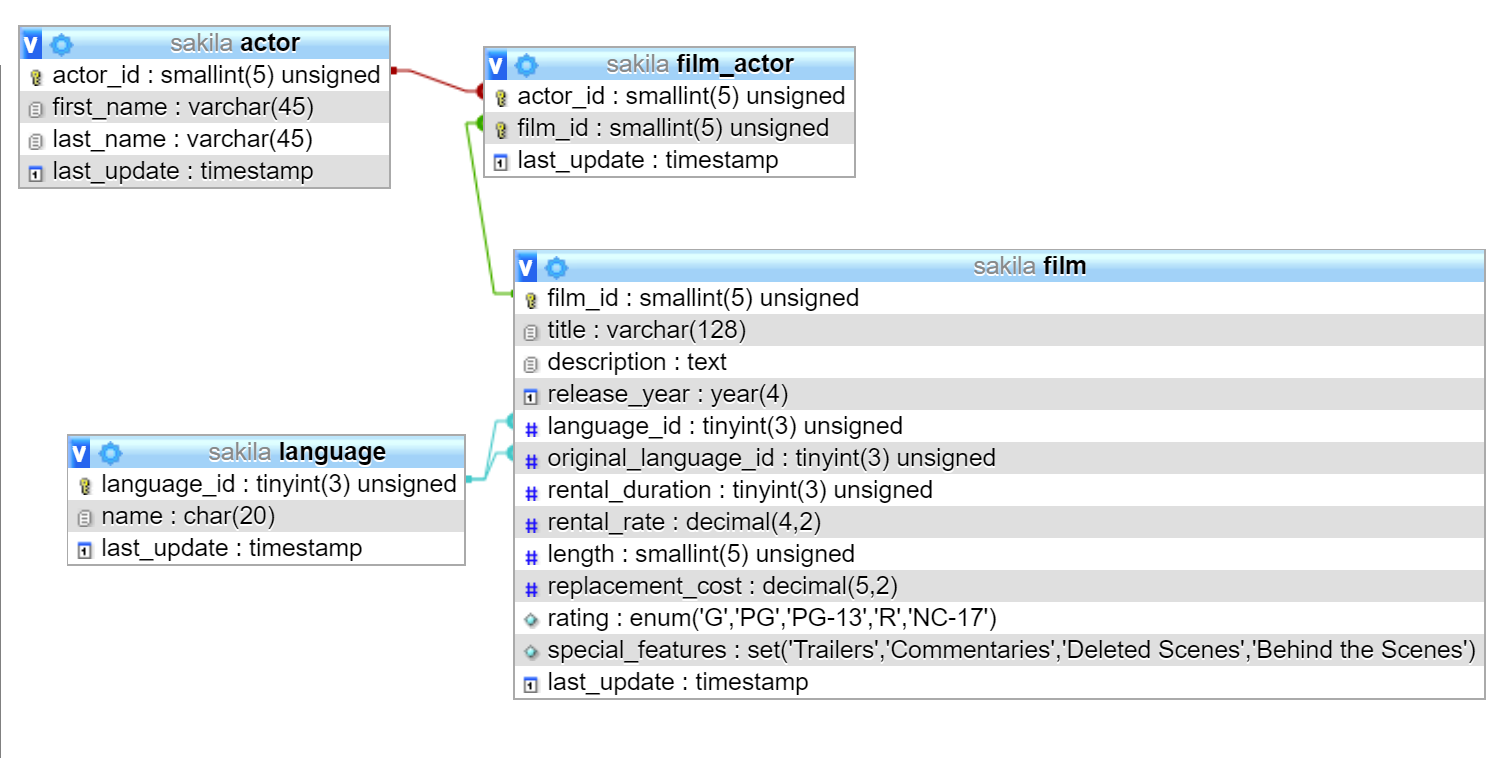 sakila actor
actor_id : smallint(5) unsigned
first_name : varchar(45)
last_name : varchar(45)
last_update : timestamp
sakila film_actor
actor_id : smallint(5) unsigned
film_id : smallint(5) unsigned
last_update : timestamp
sakila film
film_id : smallint(5) unsigned
title : varchar(128)
description : text
release_year : year(4)
language_id : tinyint(3) unsigned
original_language_id : tinyint(3) unsigned
rental_duration : tinyint(3) unsigned
rental_rate : decimal(4,2)
length : smallint(5) unsigned
replacement_cost : decimal(5,2)
rating : enum('G','PG','PG-13','R','NC-17')
special_features : set('Trailers','Commentaries','Deleted Scenes','Behind the Scenes')
last_update : timestamp
sakila language
language_id : tinyint(3) unsigned
name : char(20)
last_update : timestamp